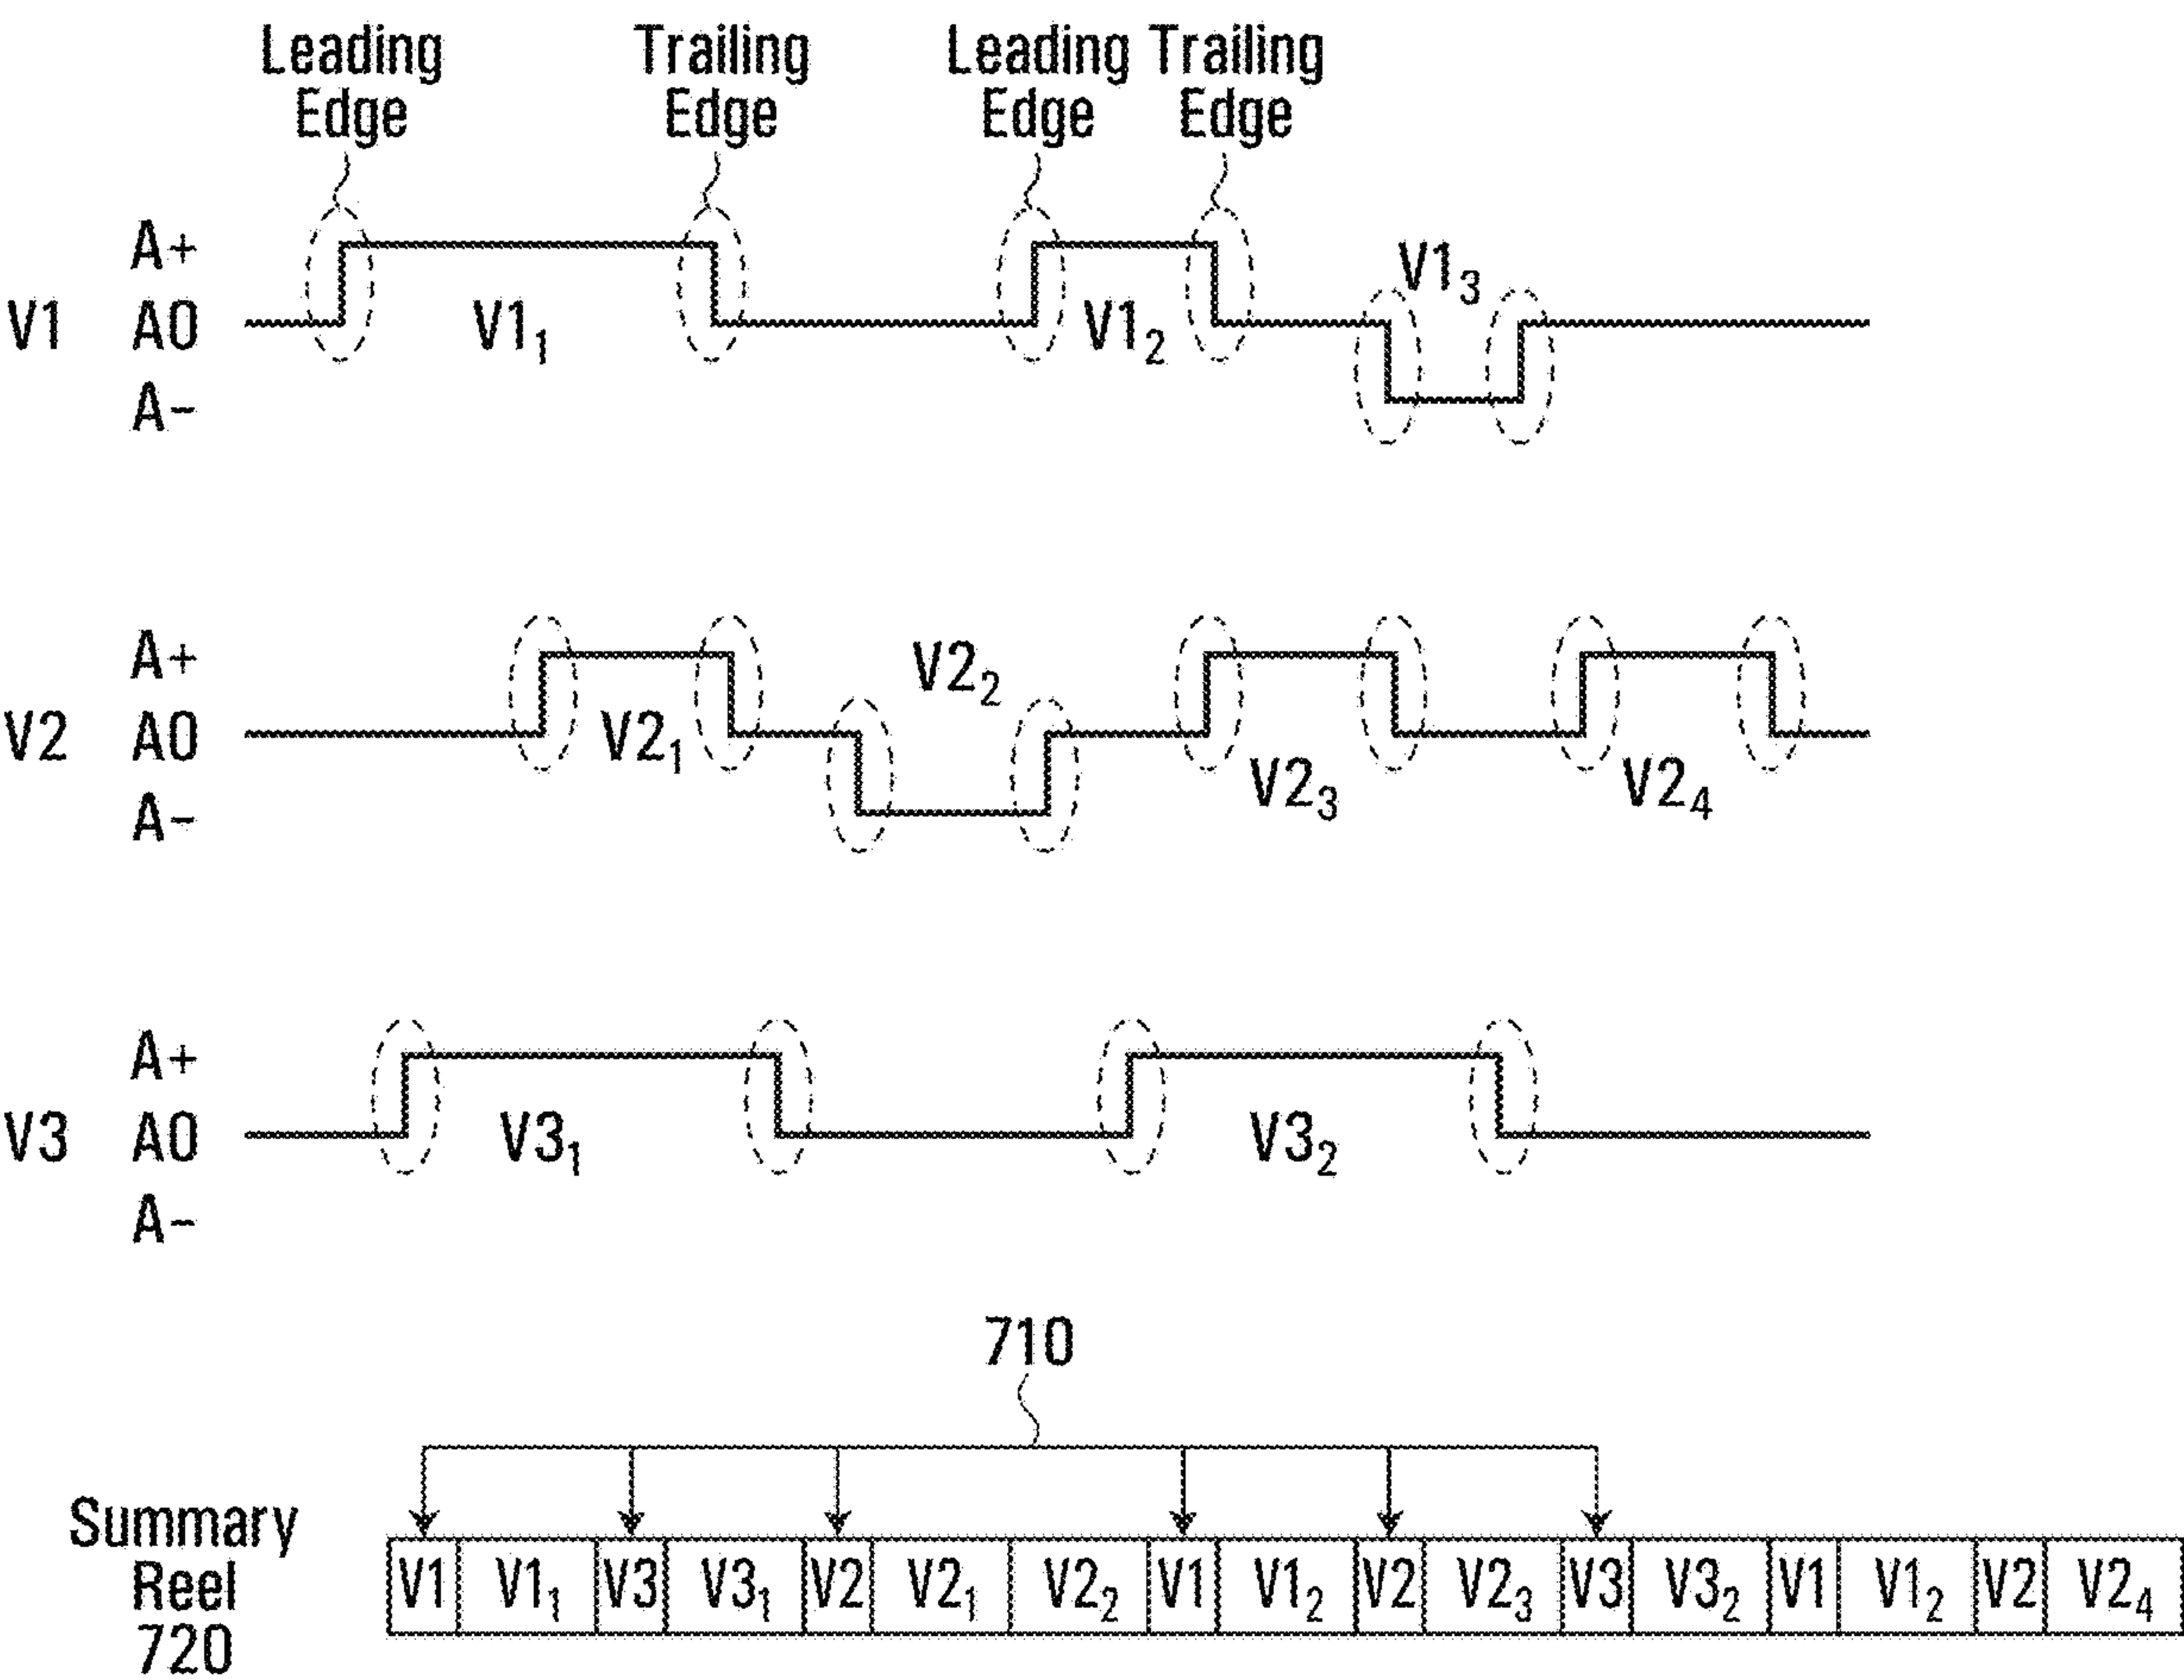 Leading Edge
Trailing Edge
Leading Edge
Trailing Edge
A+
V1 A0
A-
V1₁
V1₂
V1₃
A+
V2 A0
A-
V2₁
V2₂
V2₃
V2₄
A+
V3 A0
A-
V3₁
V3₂
710
Summary
Reel
720
V1 V1₁ V3 V3₁ V2 V2₁ V2₂ V1 V1₂ V2 V2₃ V3 V3₂ V1 V1₂ V2 V2₄